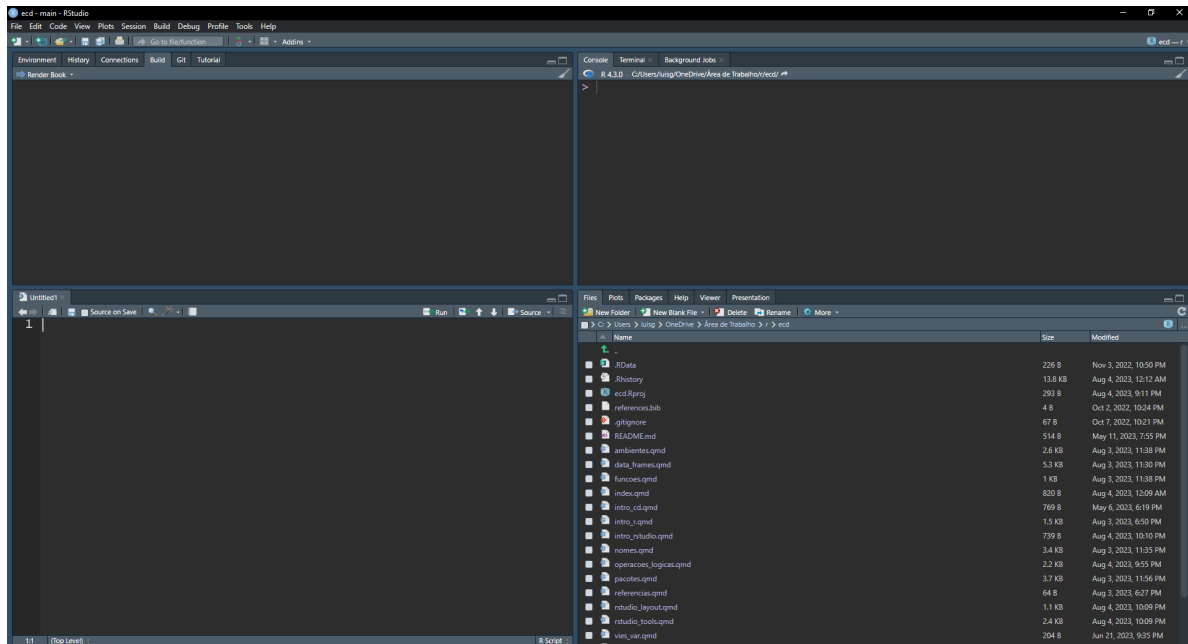 ecd - main - RStudio
File Edit Code View Plots Session Build Debug Profile Tools Help
Go to file/function Addins ecd — r
Environment History Connections Build Git Tutorial
Render Book
Console Terminal Background Jobs
R 4.3.0 · C:/Users/luisg/OneDrive/Área de Trabalho/r/ecd/
>
Untitled1
Source on Save Run Source
1
1:1 (Top Level) R Script
Files Plots Packages Help Viewer Presentation
New Folder New Blank File Delete Rename More
C: > Users > luisg > OneDrive > Área de Trabalho > r > ecd
Name Size Modified
..
.RData 226 B Nov 3, 2022, 10:50 PM
.Rhistory 13.8 KB Aug 4, 2023, 12:12 AM
ecd.Rproj 293 B Aug 4, 2023, 9:11 PM
references.bib 4 B Oct 2, 2022, 10:24 PM
.gitignore 67 B Oct 7, 2022, 10:21 PM
README.md 514 B May 11, 2023, 7:55 PM
ambientes.qmd 2.6 KB Aug 3, 2023, 11:38 PM
data_frames.qmd 5.3 KB Aug 3, 2023, 11:30 PM
funcoes.qmd 1 KB Aug 3, 2023, 11:38 PM
index.qmd 820 B Aug 4, 2023, 12:09 AM
intro_cd.qmd 769 B May 6, 2023, 6:19 PM
intro_r.qmd 1.5 KB Aug 3, 2023, 6:50 PM
intro_rstudio.qmd 739 B Aug 4, 2023, 10:10 PM
nomes.qmd 3.4 KB Aug 3, 2023, 11:35 PM
operacoes_logicas.qmd 2.2 KB Aug 4, 2023, 9:55 PM
pacotes.qmd 3.7 KB Aug 3, 2023, 11:56 PM
referencias.qmd 64 B Aug 3, 2023, 6:27 PM
rstudio_layout.qmd 1.1 KB Aug 4, 2023, 10:09 PM
rstudio_tools.qmd 2.4 KB Aug 4, 2023, 10:09 PM
vies_var.qmd 204 B Jun 21, 2023, 9:35 PM